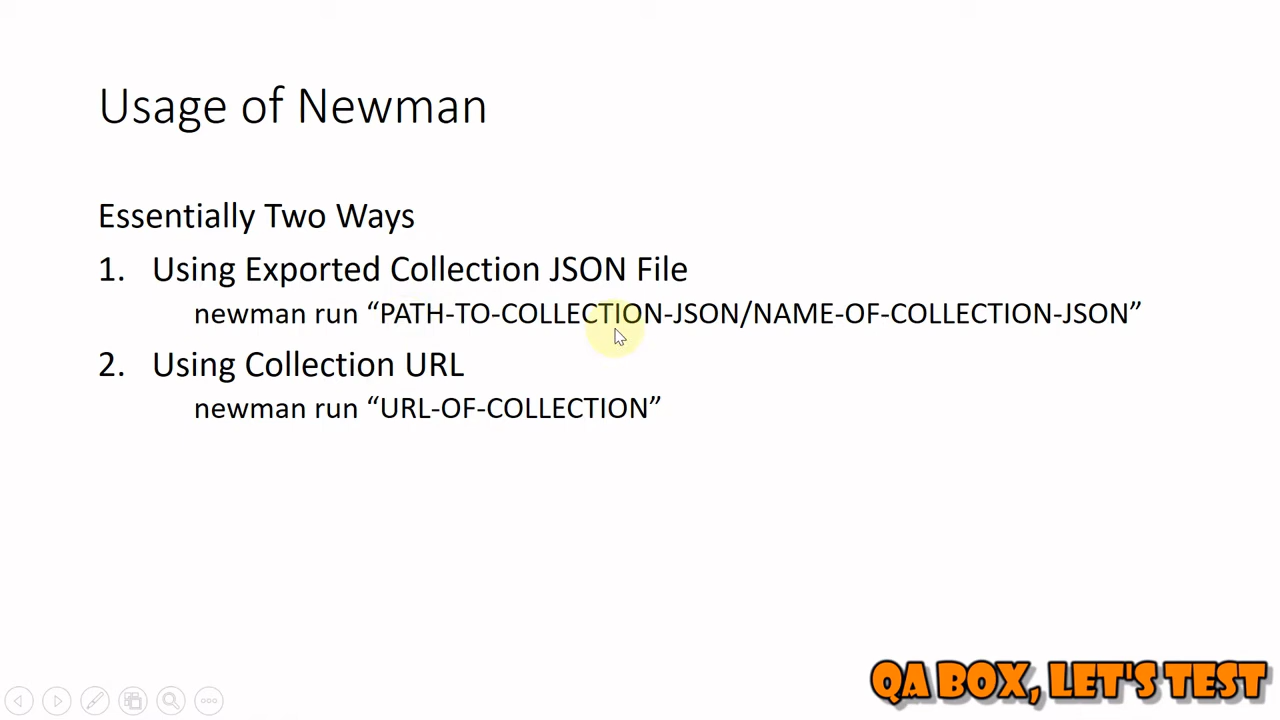 Usage of Newman
Essentially Two Ways
1. Using Exported Collection JSON File
newman run “PATH-TO-COLLECTION-JSON/NAME-OF-COLLECTION-JSON”
2. Using Collection URL
newman run “URL-OF-COLLECTION”
QA BOX, LET'S TEST